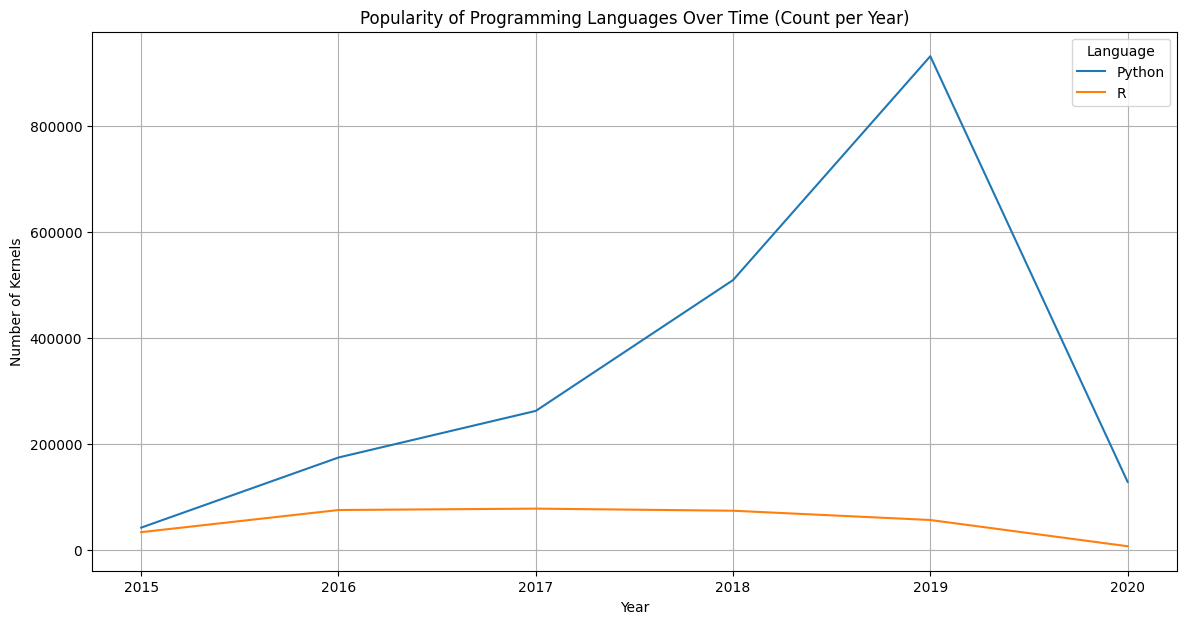 Popularity of Programming Languages Over Time (Count per Year)
Language
Python
R
Number of Kernels
800000
600000
400000
200000
0
2015
2016
2017
2018
2019
2020
Year